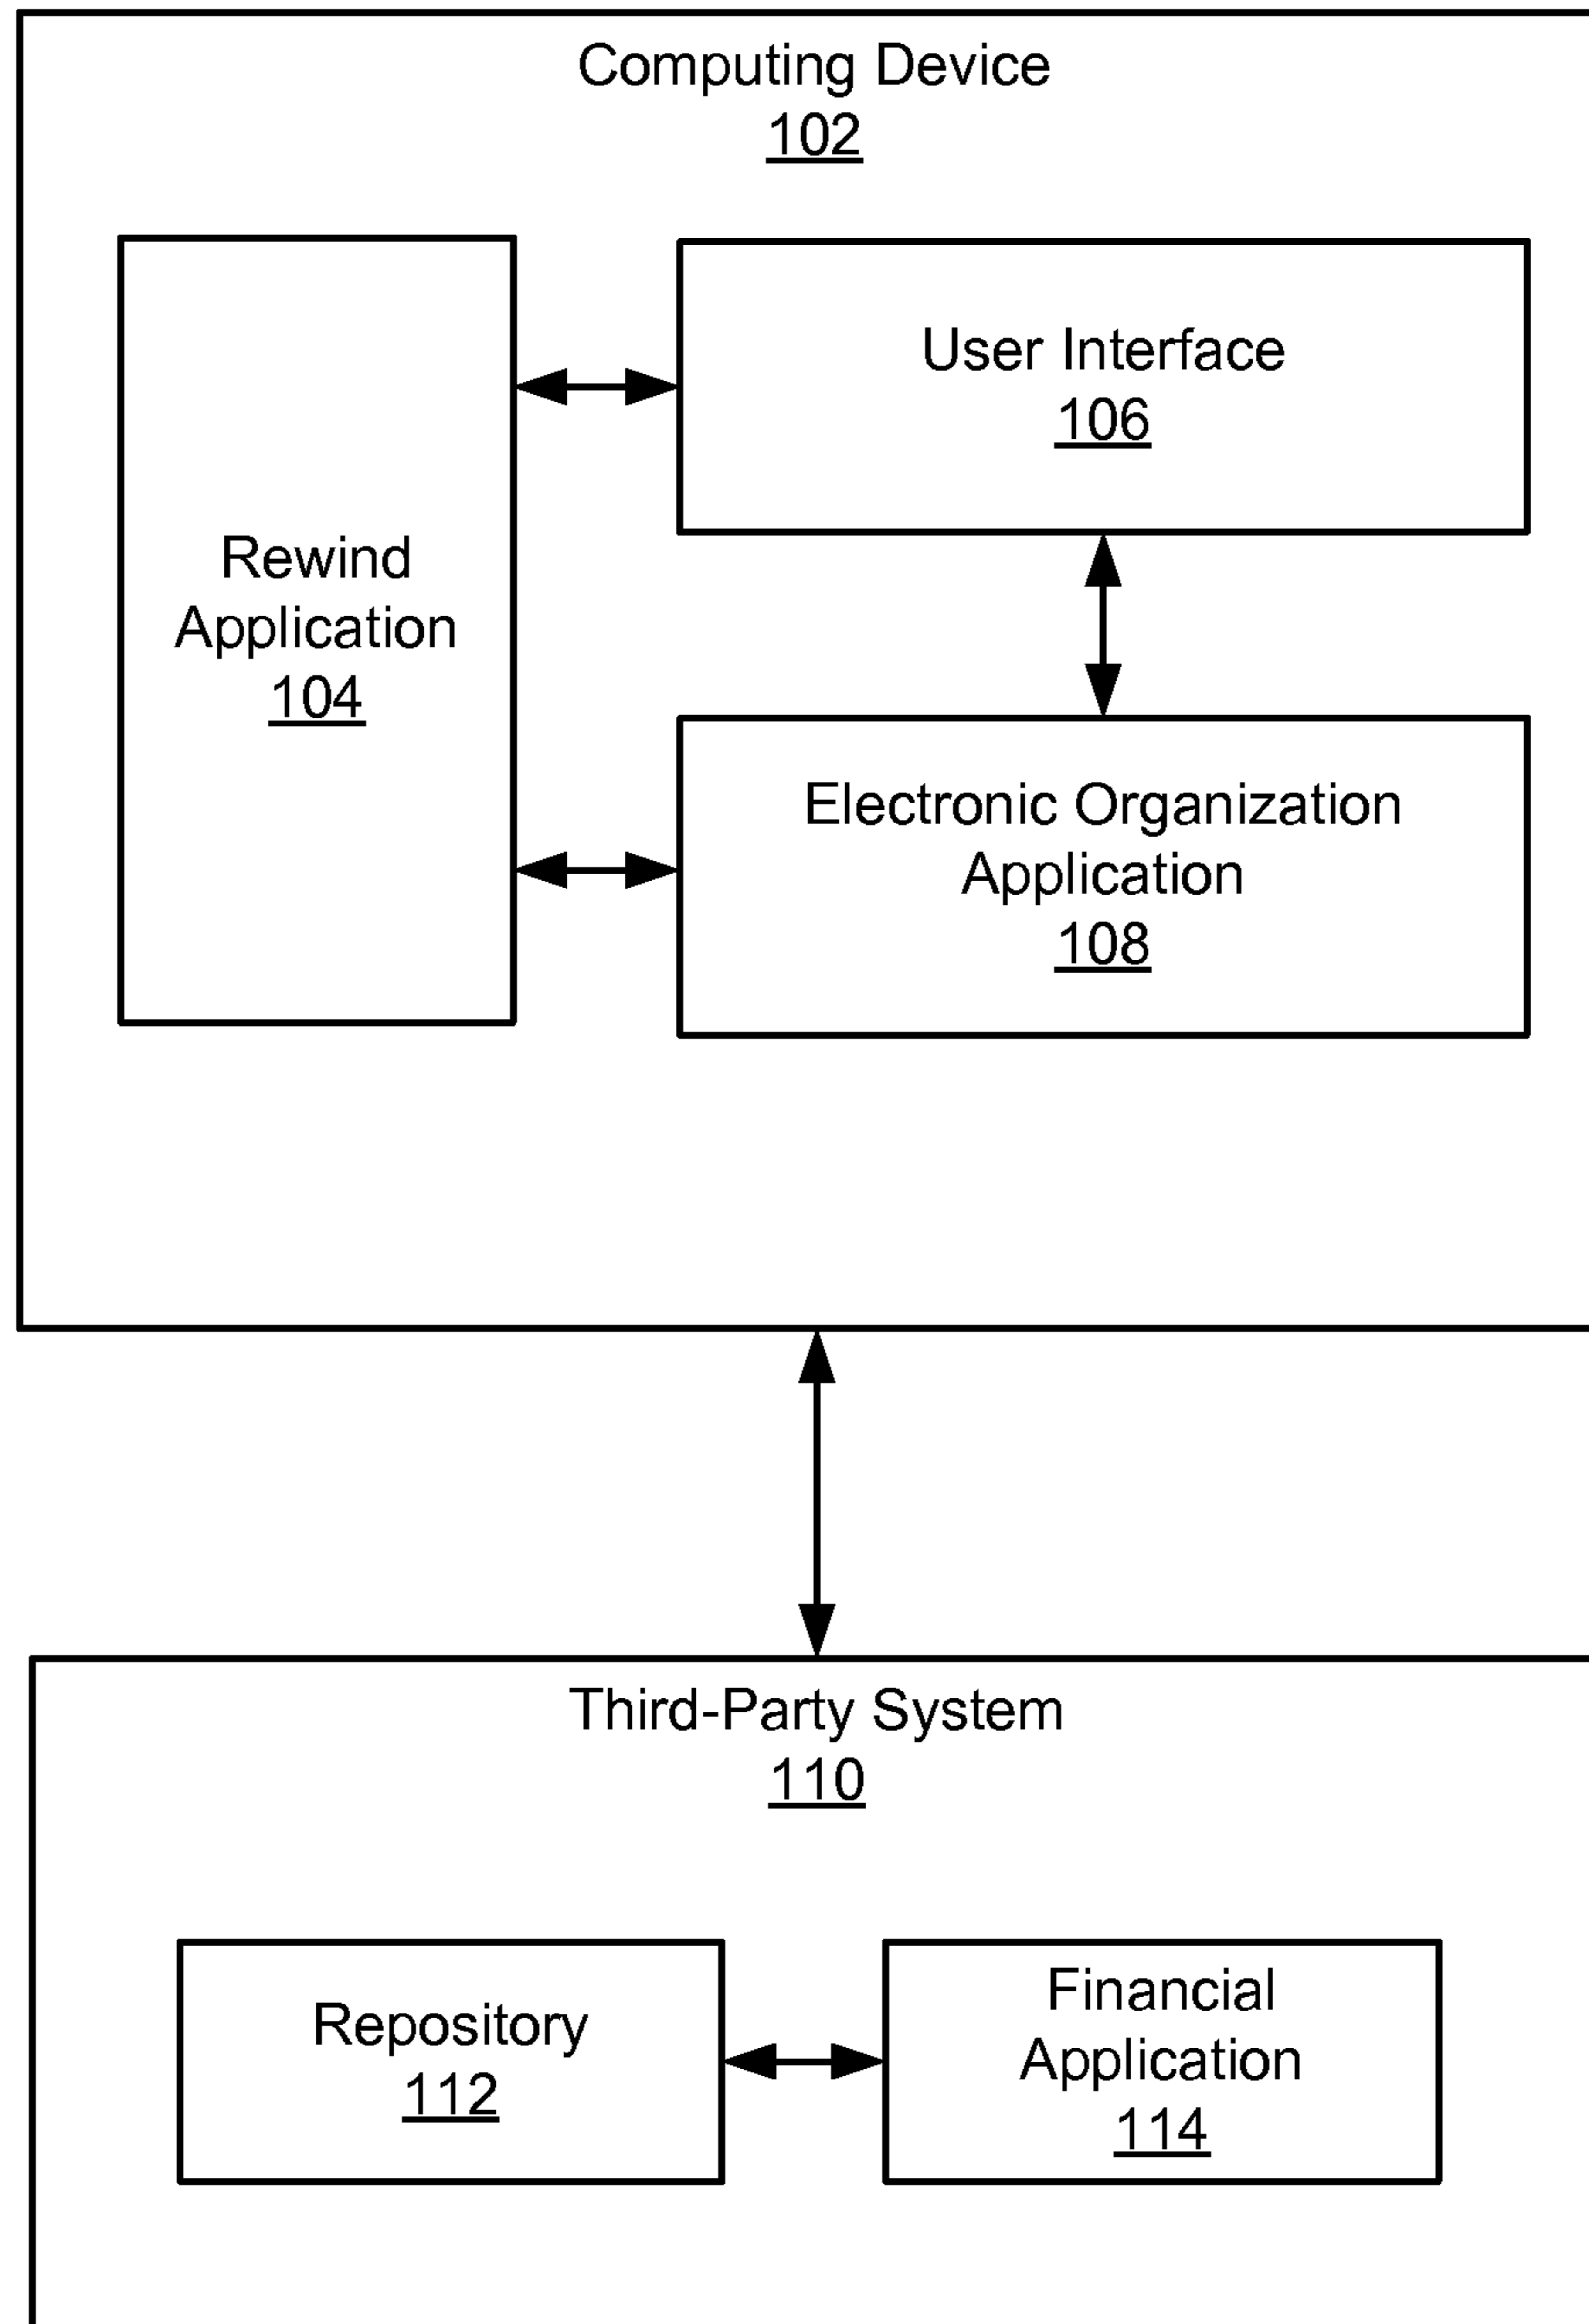 Computing Device
102
User Interface
106
Rewind
Application
104
Electronic Organization
Application
108
Third-Party System
110
Repository
112
Financial
Application
114